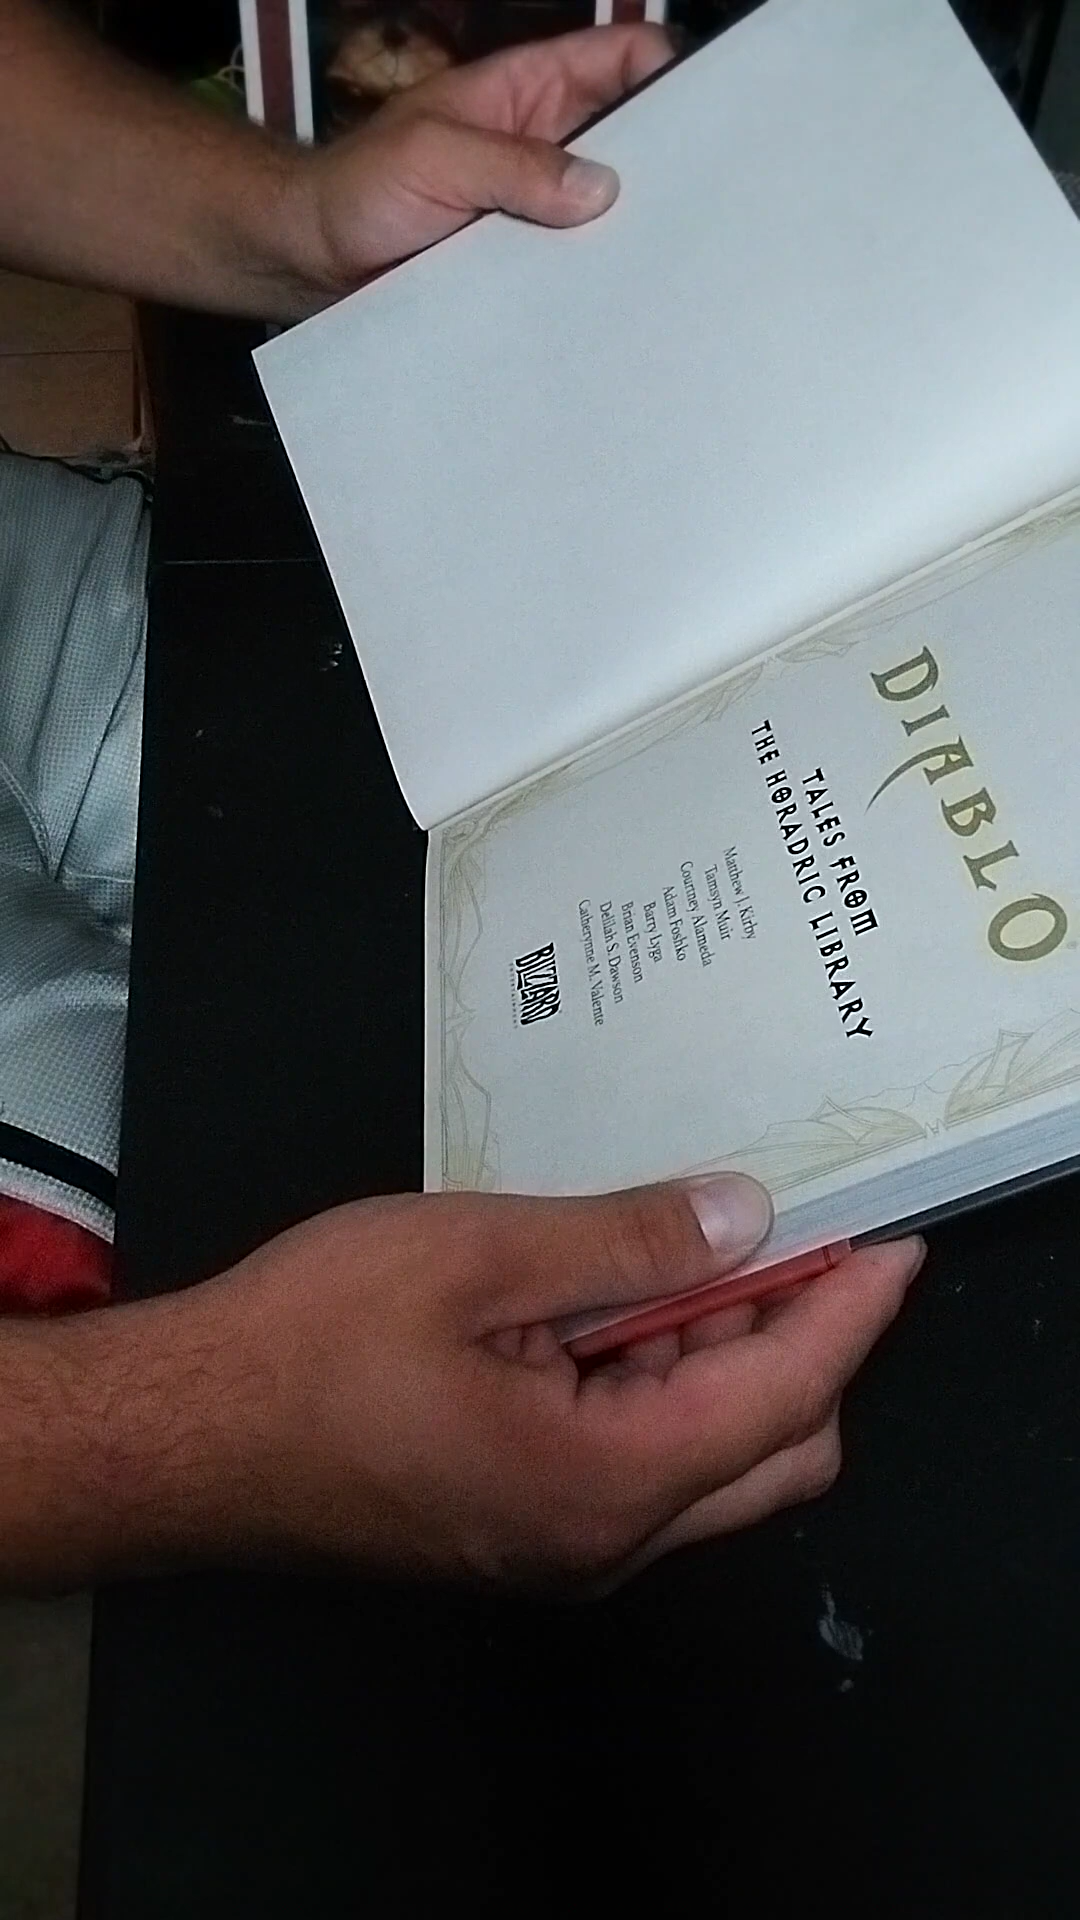 DIABLO®
TALES FROM
THE HORADRIC LIBRARY
Matthew J. Kirby
Tamsyn Muir
Courtney Alameda
Adam Foshko
Barry Lyga
Brian Evenson
Delilah S. Dawson
Catherynne M. Valente
BLIZZARD
ENTERTAINMENT